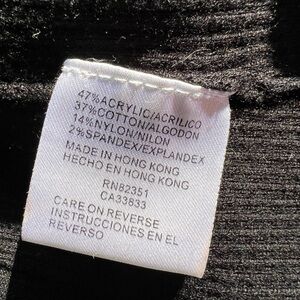 47%ACRYLIC/ACRILICO
37%COTTON/ALGODON
14%NYLON/NILON
2%SPANDEX/EXPLANDEX
MADE IN HONG KONG
HECHO EN HONG KONG
RN82351
CA33833
CARE ON REVERSE
INSTRUCCIONES EN EL
REVERSO